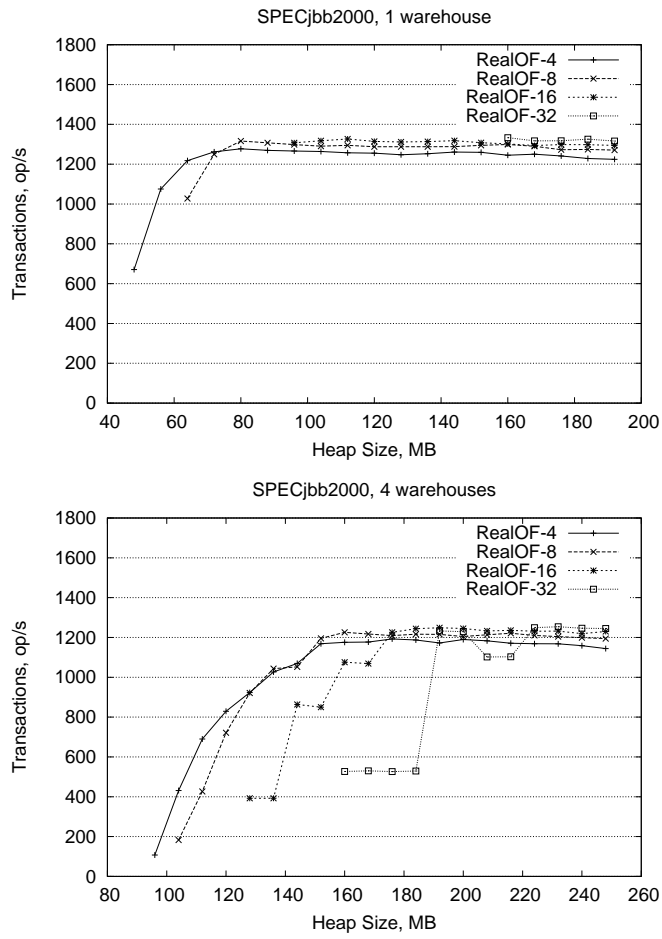 SPECjbb2000, 1 warehouse
1800
1600
1400
1200
1000
800
600
400
200
0
Transactions, op/s
RealOF-4
RealOF-8
RealOF-16
RealOF-32
40 60 80 100 120 140 160 180 200
Heap Size, MB
SPECjbb2000, 4 warehouses
1800
1600
1400
1200
1000
800
600
400
200
0
Transactions, op/s
RealOF-4
RealOF-8
RealOF-16
RealOF-32
80 100 120 140 160 180 200 220 240 260
Heap Size, MB